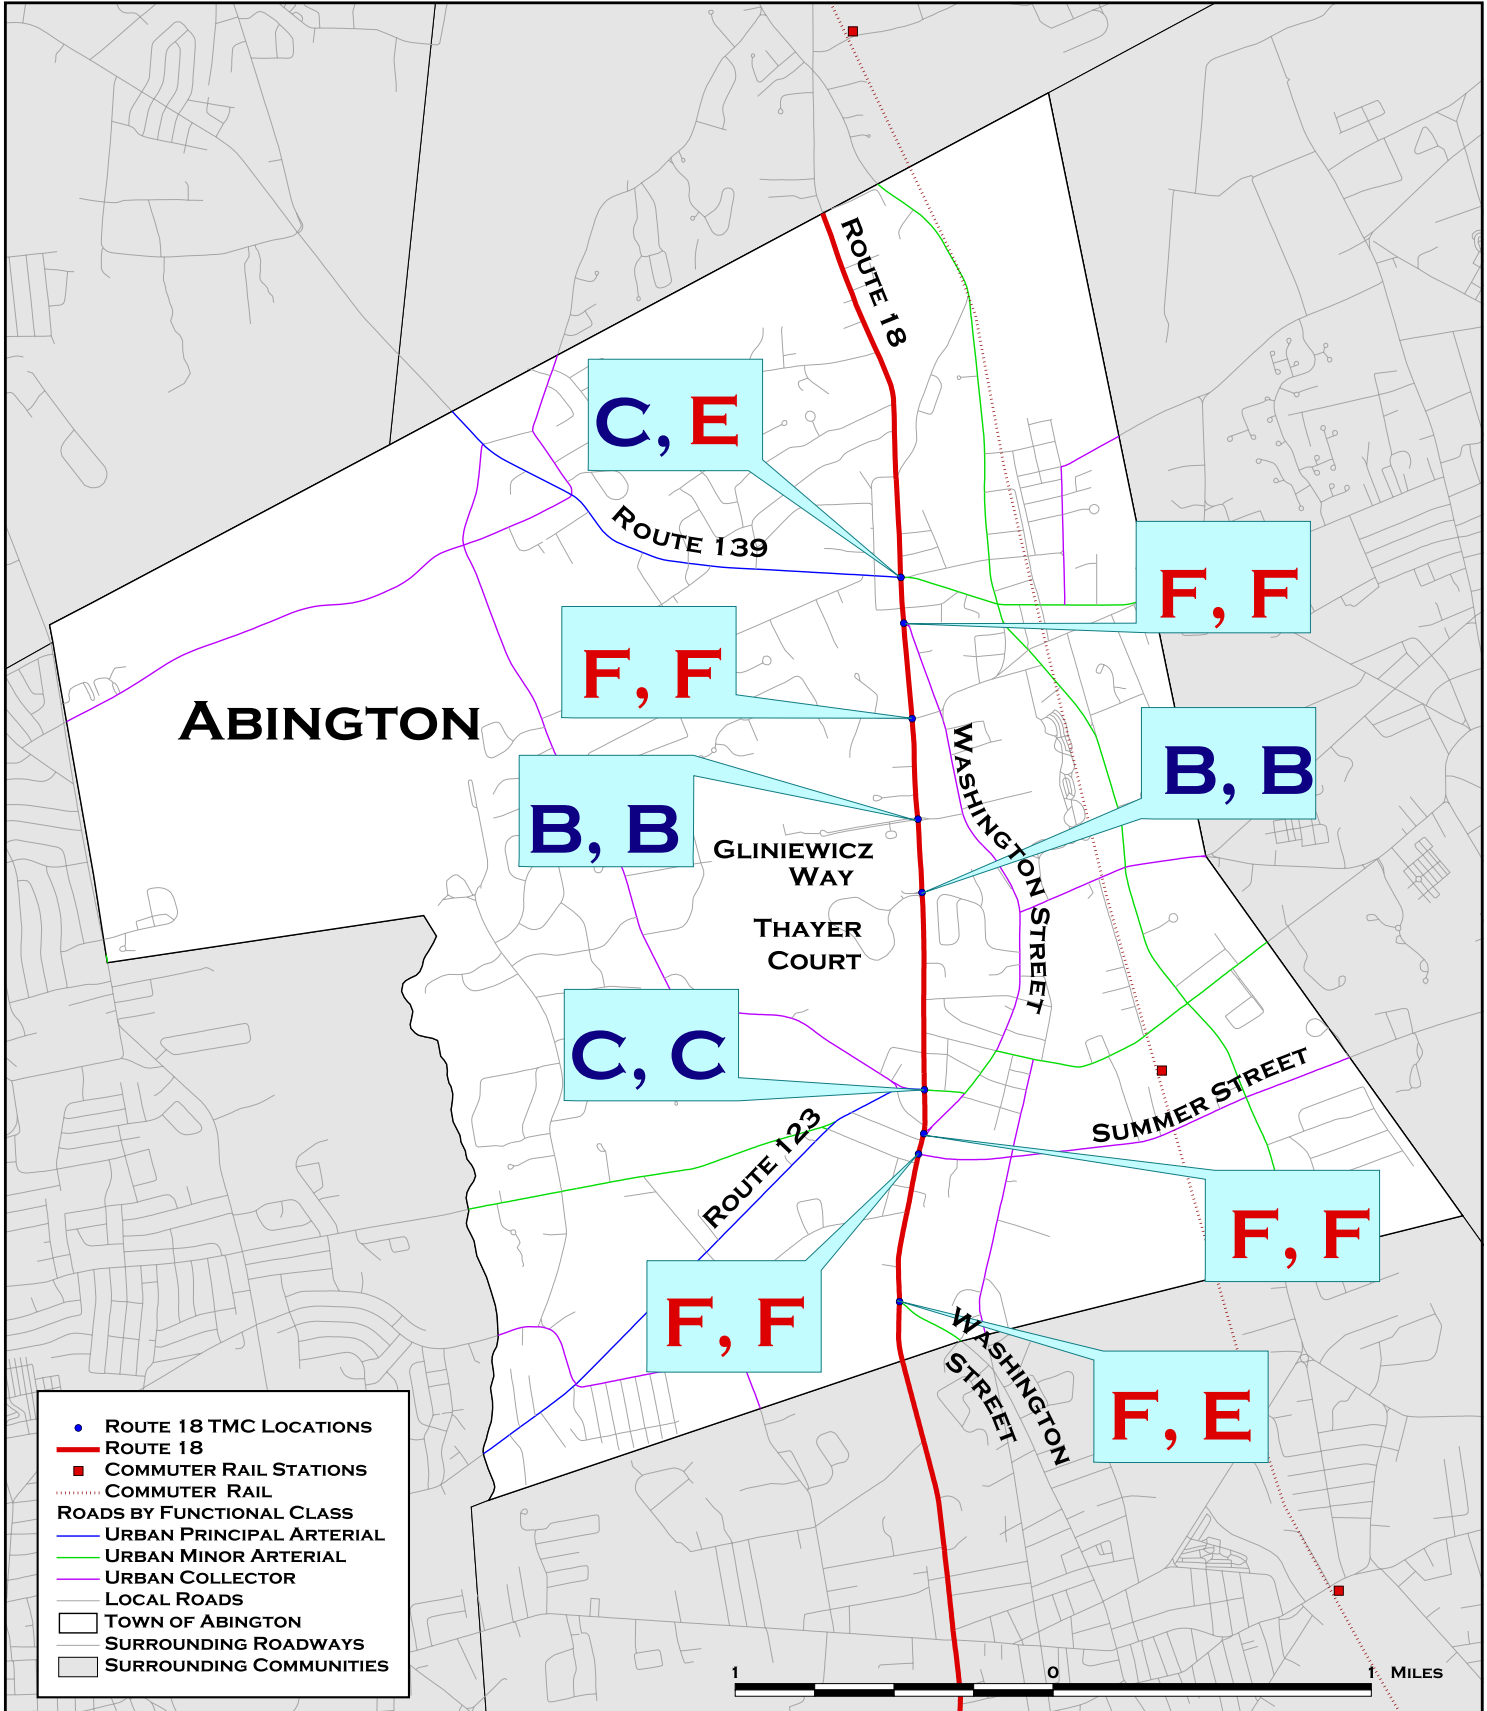 Route 18
C, E
Route 139
F, F
F, F
Abington
Washington Street
B, B
B, B
Gliniewicz
Way
Thayer
Court
C, C
Summer Street
Route 123
F, F
F, F
Washington
Street
F, E
Route 18 TMC Locations
Route 18
Commuter Rail Stations
Commuter Rail
Roads by Functional Class
Urban Principal Arterial
Urban Minor Arterial
Urban Collector
Local Roads
Town of Abington
Surrounding Roadways
Surrounding Communities
1 0 1 Miles